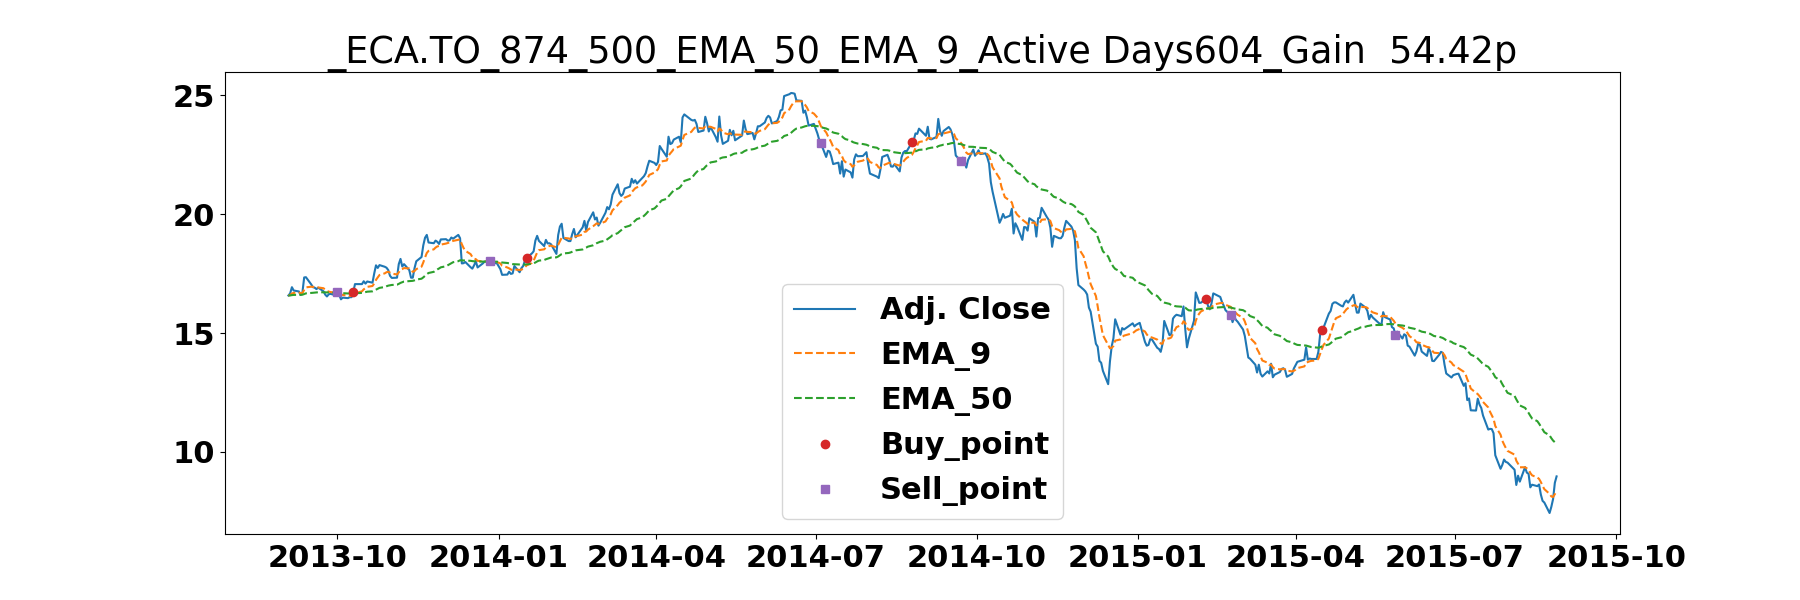 _ECA.TO_874_500_EMA_50_EMA_9_Active Days604_Gain  54.42p
25
20
15
10
Adj. Close
EMA_9
EMA_50
Buy_point
Sell_point
2013-10 2014-01 2014-04 2014-07 2014-10 2015-01 2015-04 2015-07 2015-10